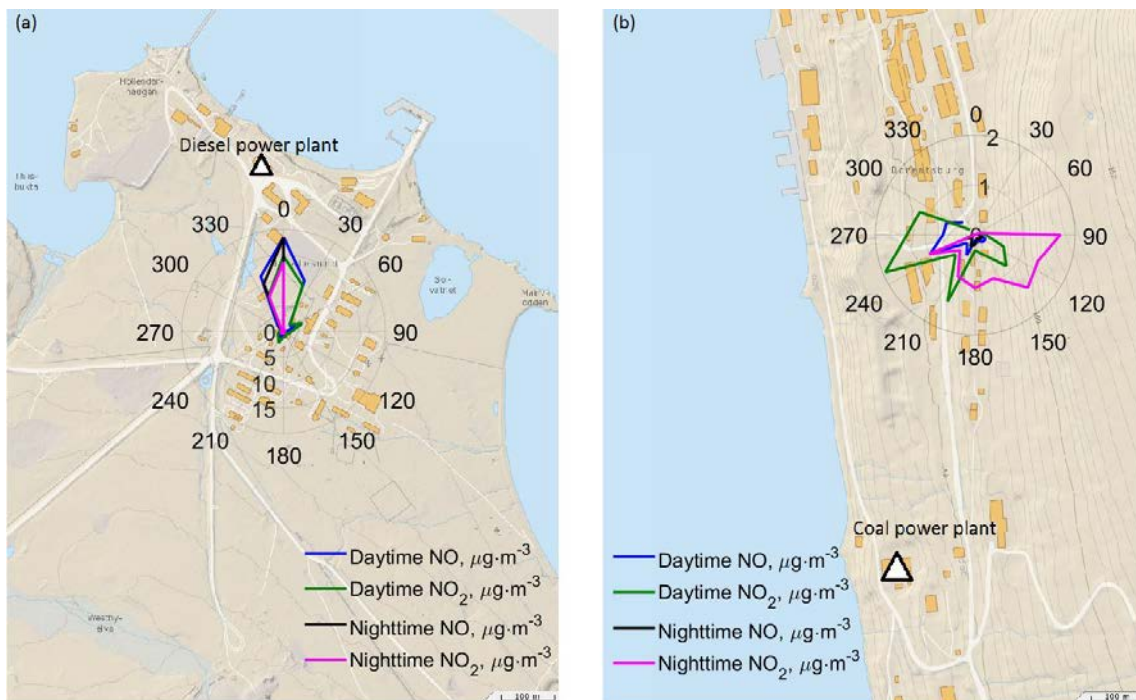 (a)
Diesel power plant
0
30
60
90
120
150
180
210
240
270
300
330
0
5
10
15
Daytime NO, μg·m-3
Daytime NO2, μg·m-3
Nighttime NO, μg·m-3
Nighttime NO2, μg·m-3
100 m
(b)
0
30
60
90
120
150
180
210
240
270
300
330
2
1
0
Coal power plant
Daytime NO, μg·m-3
Daytime NO2, μg·m-3
Nighttime NO, μg·m-3
Nighttime NO2, μg·m-3
100 m